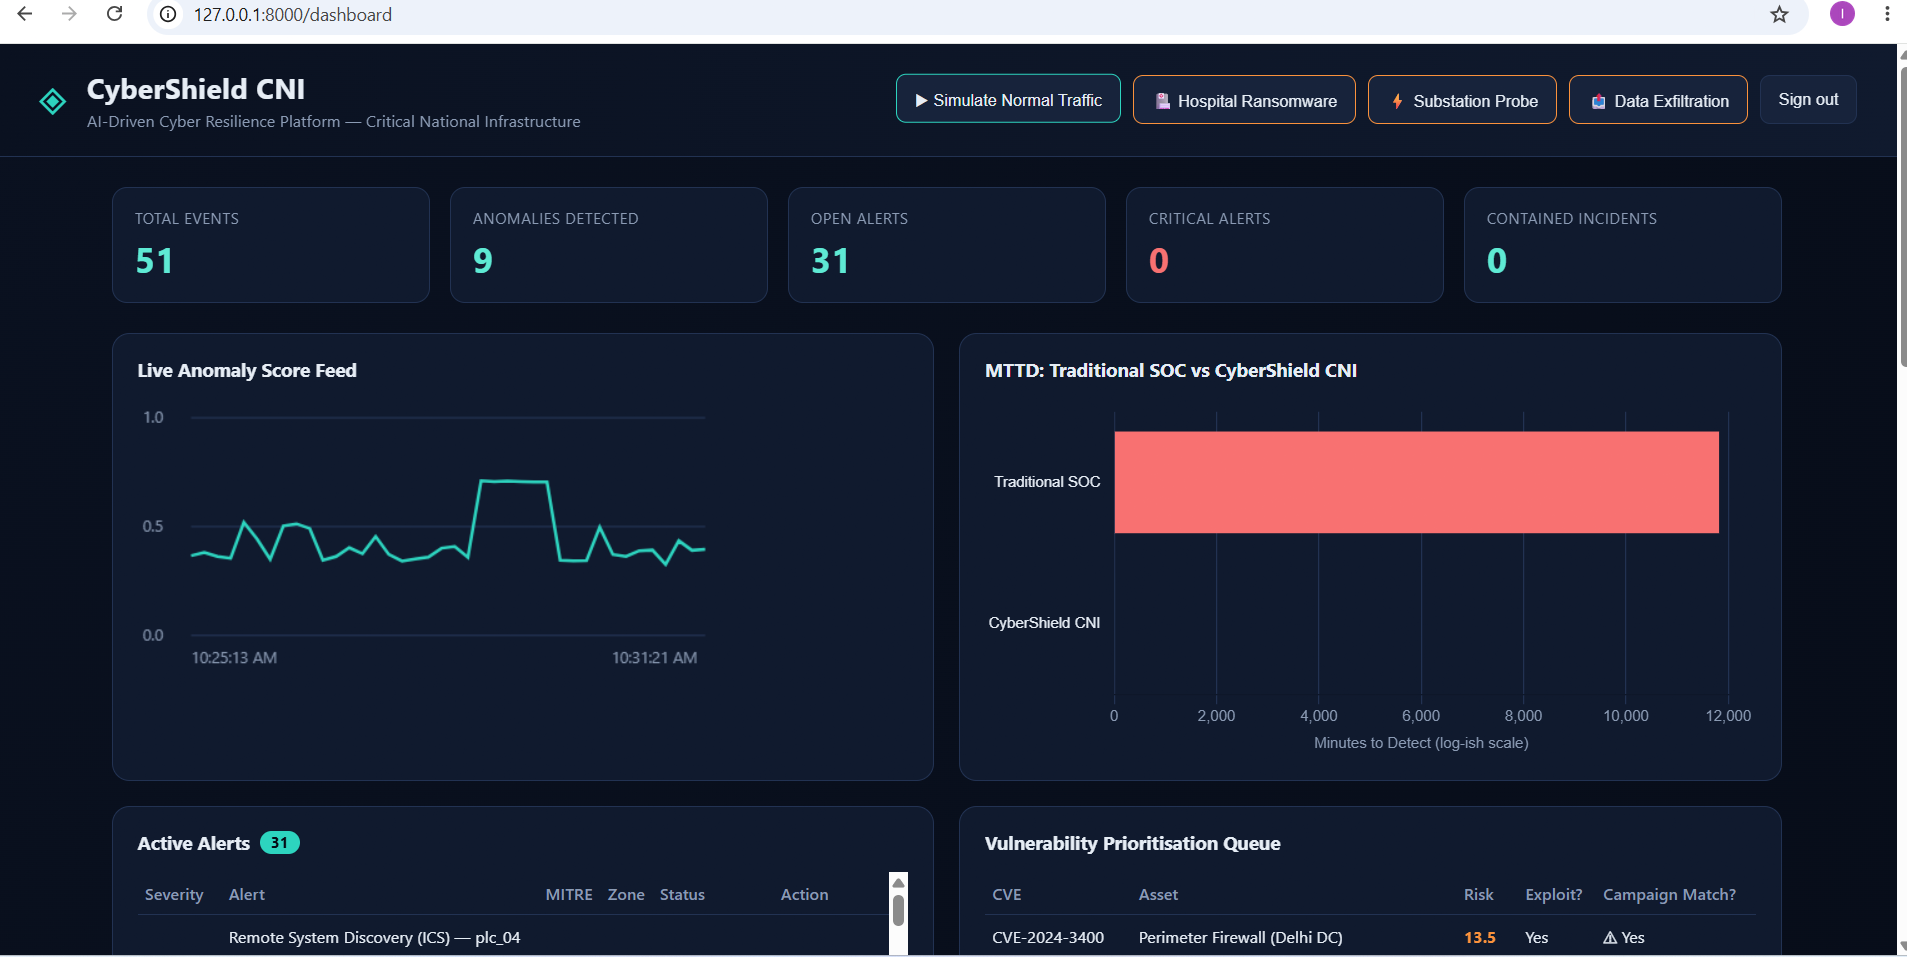 127.0.0.1:8000/dashboard
I
CyberShield CNI
AI-Driven Cyber Resilience Platform — Critical National Infrastructure
▶ Simulate Normal Traffic
Hospital Ransomware
Substation Probe
Data Exfiltration
Sign out
TOTAL EVENTS
51
ANOMALIES DETECTED
9
OPEN ALERTS
31
CRITICAL ALERTS
0
CONTAINED INCIDENTS
0
Live Anomaly Score Feed
1.0
0.5
0.0
10:25:13 AM
10:31:21 AM
MTTD: Traditional SOC vs CyberShield CNI
Traditional SOC
CyberShield CNI
0 2,000 4,000 6,000 8,000 10,000 12,000
Minutes to Detect (log-ish scale)
Active Alerts 31
Severity Alert MITRE Zone Status Action
Remote System Discovery (ICS) — plc_04
Vulnerability Prioritisation Queue
CVE Asset Risk Exploit? Campaign Match?
CVE-2024-3400 Perimeter Firewall (Delhi DC) 13.5 Yes ⚠ Yes